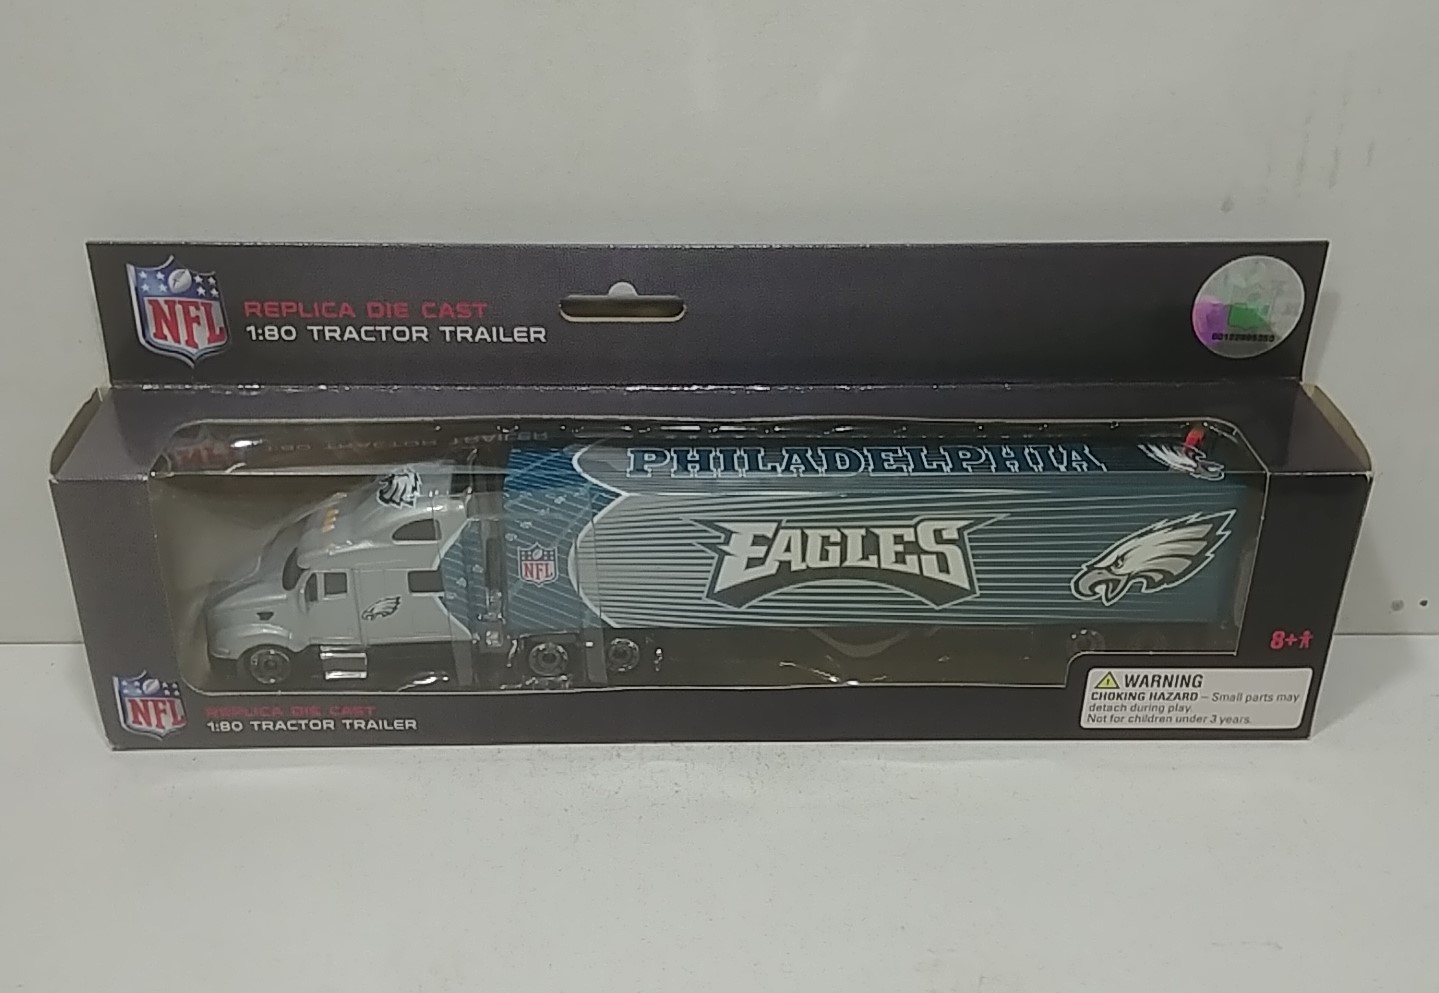 NFL
REPLICA DIE CAST
1:80 TRACTOR TRAILER
PHILADELPHIA
EAGLES
NFL
8+
NFL
REPLICA DIE CAST
1:80 TRACTOR TRAILER
WARNING
CHOKING HAZARD – Small parts may
detach during play.
Not for children under 3 years.